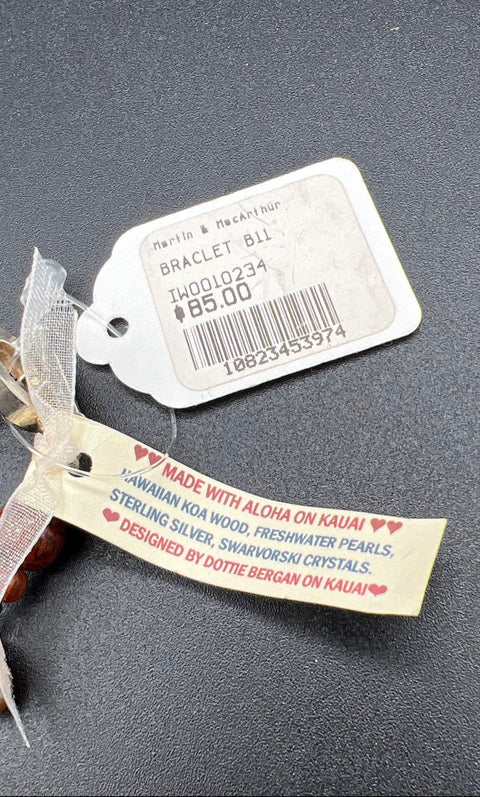 Martin & MacArthur
BRACLET B11
IW0010234
$85.00
10823453974
MADE WITH ALOHA ON KAUAI
HAWAIIAN KOA WOOD, FRESHWATER PEARLS,
STERLING SILVER, SWARVORSKI CRYSTALS.
DESIGNED BY DOTTIE BERGAN ON KAUAI